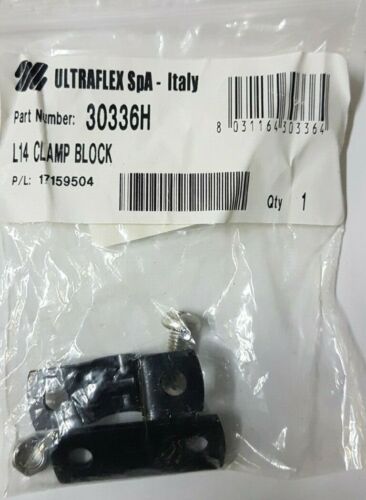 ULTRAFLEX SpA - Italy
Part Number: 30336H
8 031164 303364
L14 CLAMP BLOCK
P/L: 17159504
Qty 1